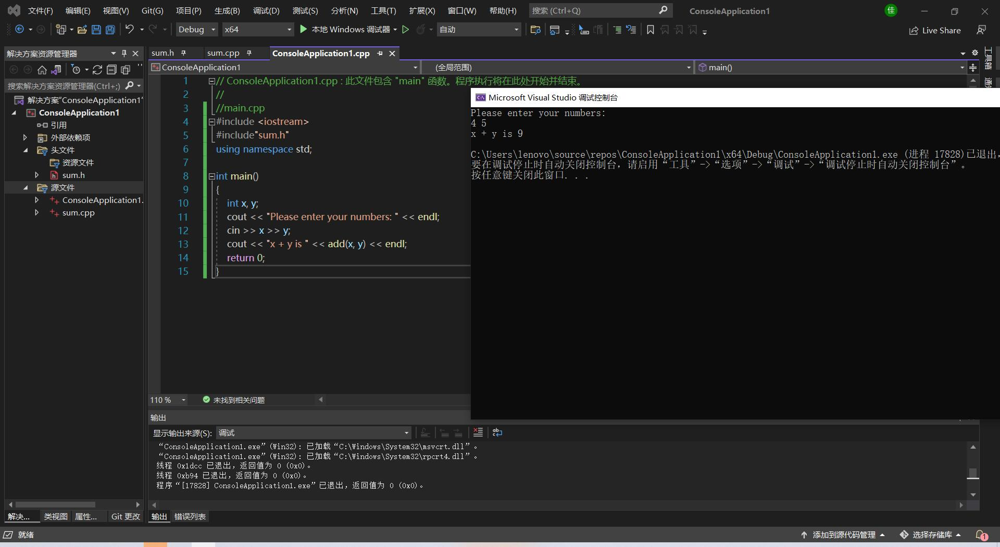 文件(F) 编辑(E) 视图(V) Git(G) 项目(P) 生成(B) 调试(D) 测试(S) 分析(N) 工具(T) 扩展(X) 窗口(W) 帮助(H) 搜索 (Ctrl+Q) ConsoleApplication1 佳
Debug x64 本地 Windows 调试器 自动 Live Share
解决方案资源管理器
搜索解决方案资源管理器(Ctrl+;)
解决方案"ConsoleApplication1"
ConsoleApplication1
引用
外部依赖项
头文件
资源文件
sum.h
源文件
ConsoleApplication1.
sum.cpp
解决... 类视图 属性... Git 更改
sum.h sum.cpp ConsoleApplication1.cpp
ConsoleApplication1 (全局范围) main()
1 // ConsoleApplication1.cpp : 此文件包含 "main" 函数。程序执行将在此处开始并结束。
2 //
3 //main.cpp
4 #include <iostream>
5 #include"sum.h"
6 using namespace std;
7
8 int main()
9 {
10 int x, y;
11 cout << "Please enter your numbers: " << endl;
12 cin >> x >> y;
13 cout << "x + y is " << add(x, y) << endl;
14 return 0;
15 }
110 % 未找到相关问题
Microsoft Visual Studio 调试控制台
Please enter your numbers:
4 5
x + y is 9
C:\Users\lenovo\source\repos\ConsoleApplication1\x64\Debug\ConsoleApplication1.exe (进程 17828)已退出,
要在调试停止时自动关闭控制台，请启用“工具”->“选项”->“调试”->“调试停止时自动关闭控制台”。
按任意键关闭此窗口. . .
工具箱
输出
显示输出来源(S): 调试
“ConsoleApplication1.exe”(Win32): 已加载“C:\Windows\System32\msvcrt.dll”。
“ConsoleApplication1.exe”(Win32): 已加载“C:\Windows\System32\rpcrt4.dll”。
线程 0x1dcc 已退出，返回值为 0 (0x0)。
线程 0xb94 已退出，返回值为 0 (0x0)。
程序“[17828] ConsoleApplication1.exe”已退出，返回值为 0 (0x0)。
输出 错误列表
就绪 添加到源代码管理 选择存储库 1